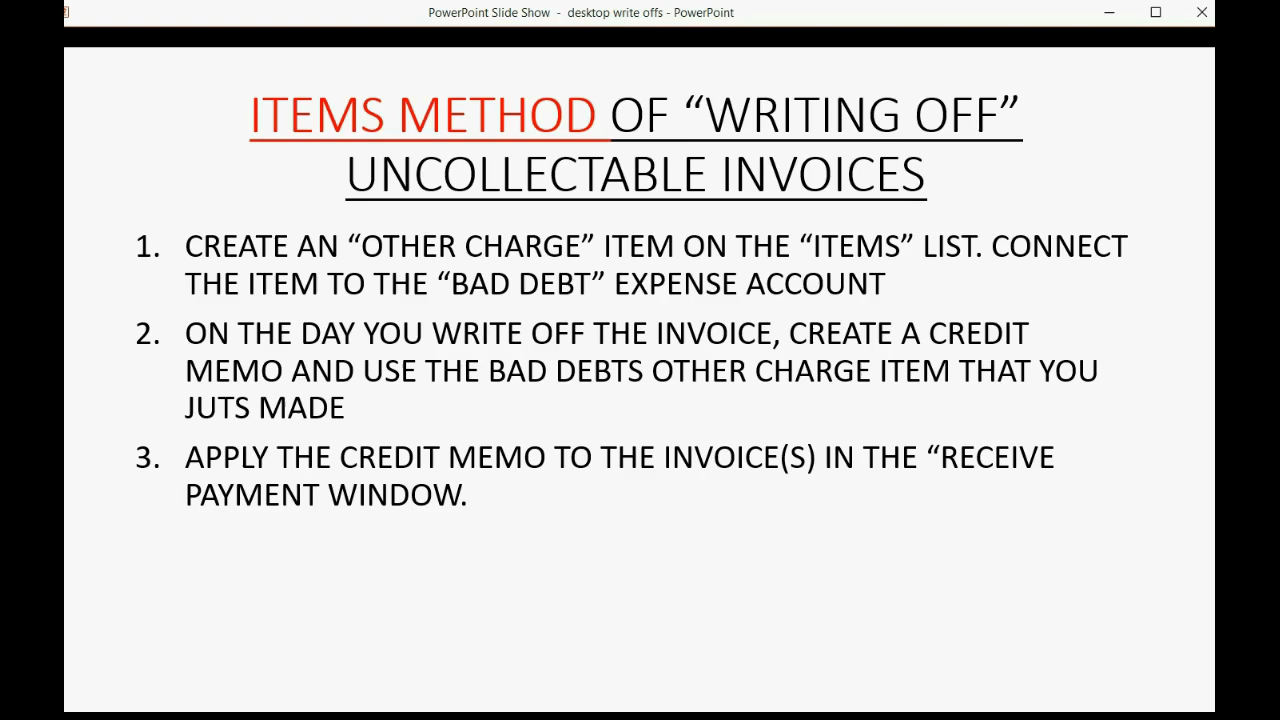 PowerPoint Slide Show - desktop write offs - PowerPoint
ITEMS METHOD OF “WRITING OFF”
UNCOLLECTABLE INVOICES
1. CREATE AN “OTHER CHARGE” ITEM ON THE “ITEMS” LIST. CONNECT
THE ITEM TO THE “BAD DEBT” EXPENSE ACCOUNT
2. ON THE DAY YOU WRITE OFF THE INVOICE, CREATE A CREDIT
MEMO AND USE THE BAD DEBTS OTHER CHARGE ITEM THAT YOU
JUTS MADE
3. APPLY THE CREDIT MEMO TO THE INVOICE(S) IN THE “RECEIVE
PAYMENT WINDOW.